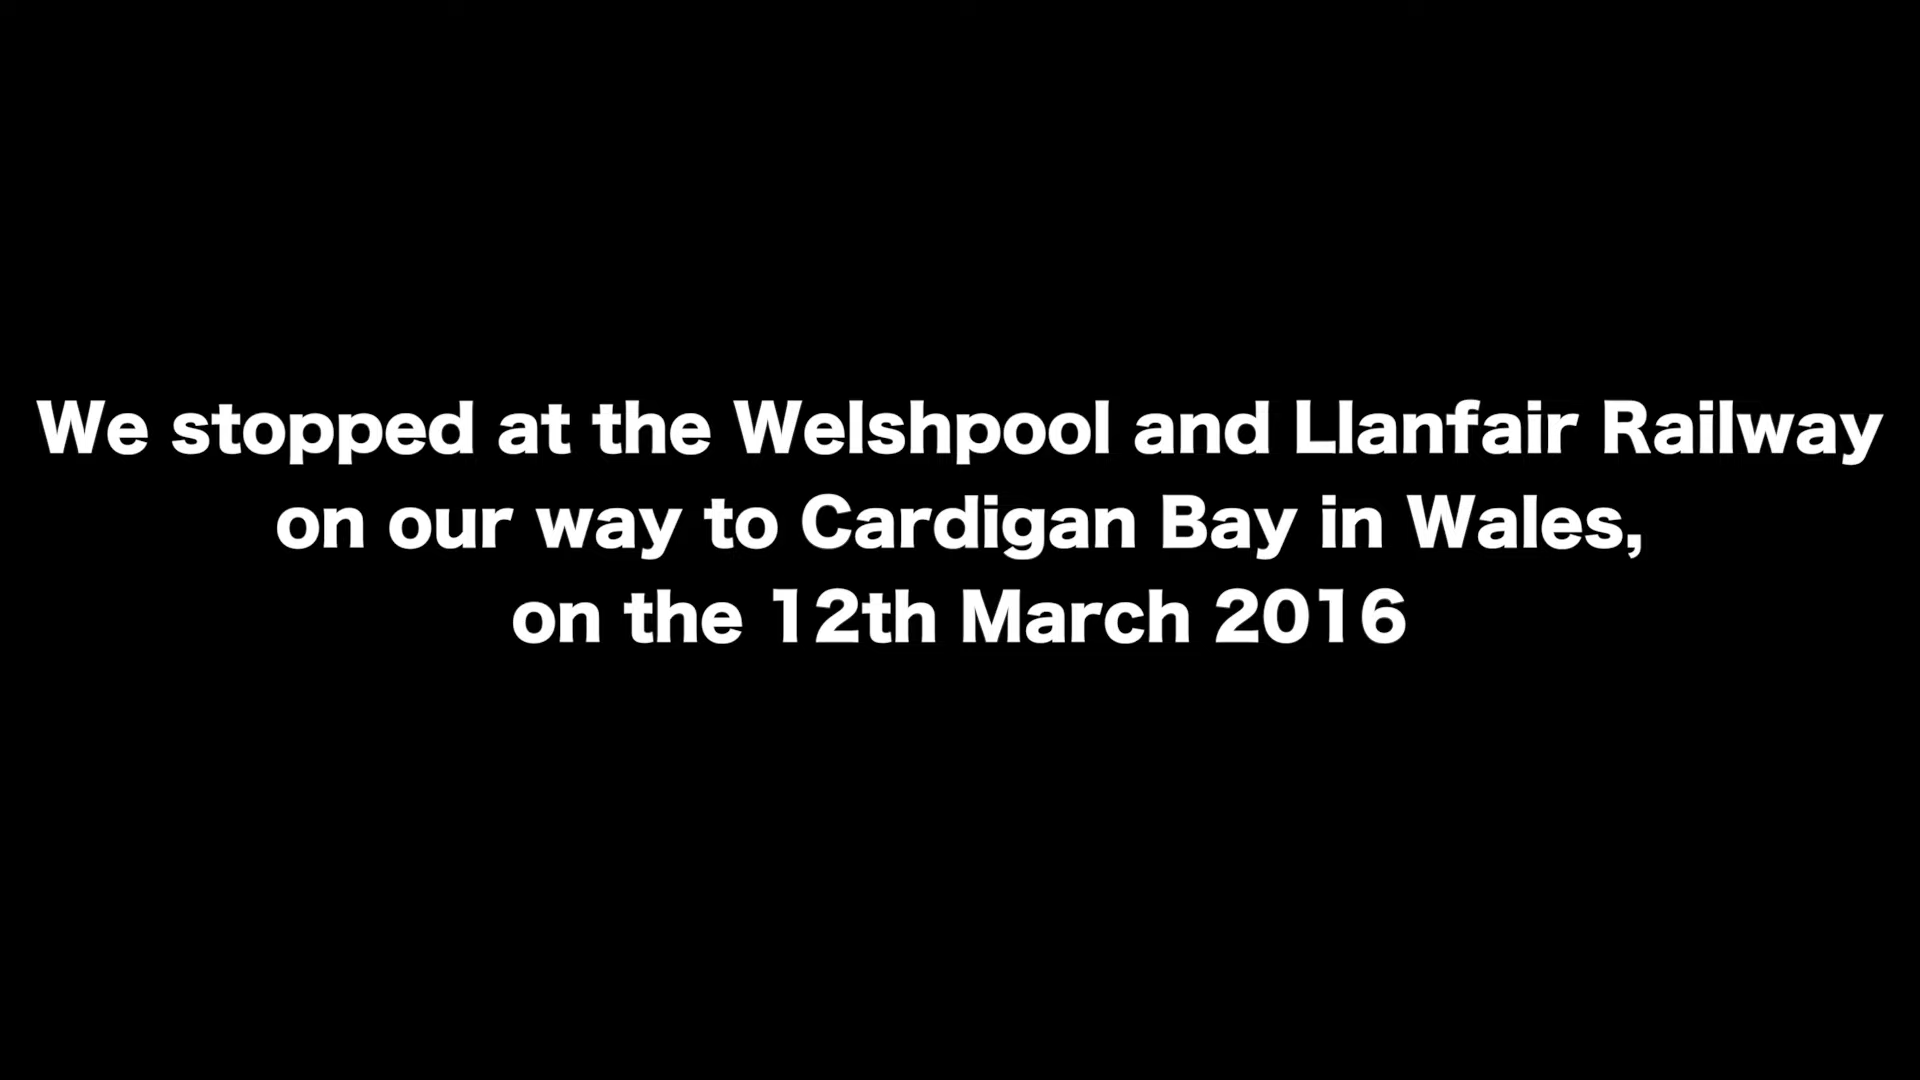 We stopped at the Welshpool and Llanfair Railway
on our way to Cardigan Bay in Wales,
on the 12th March 2016